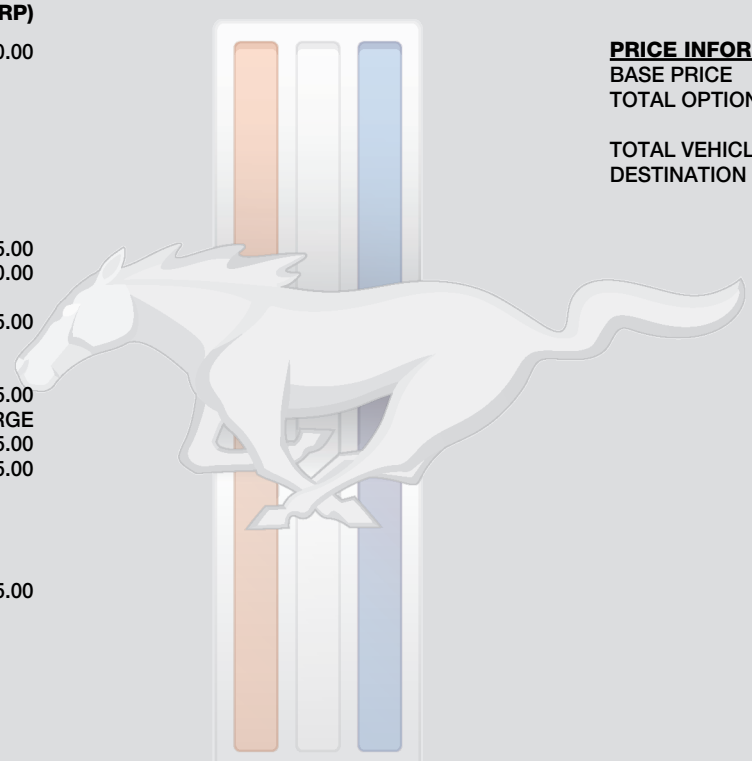 RP)
0.00
5.00
0.00
5.00
5.00
RGE
5.00
5.00
5.00
PRICE INFOR
BASE PRICE
TOTAL OPTION
TOTAL VEHICL
DESTINATION